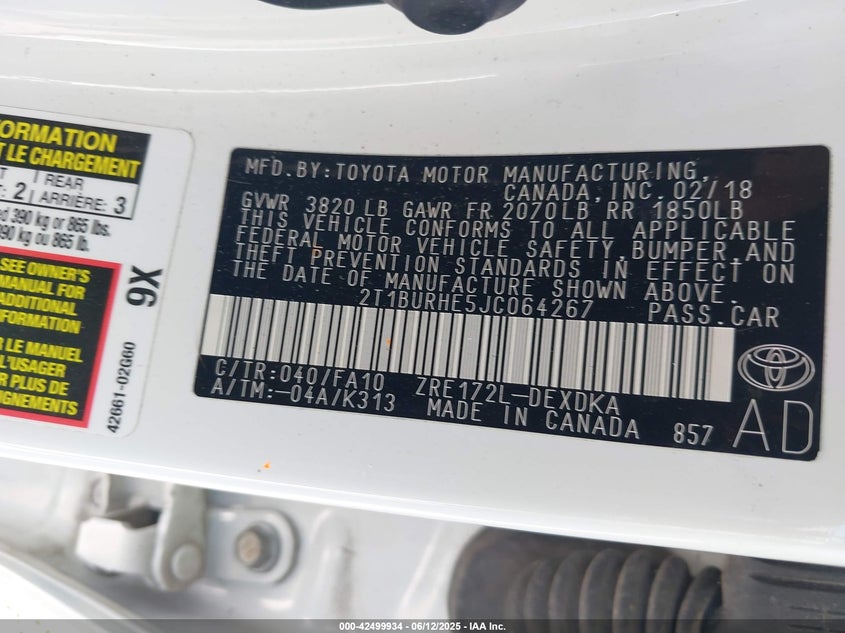 ORMATION
T LE CHARGEMENT
REAR
: 2 ARRIÈRE: 3
390 kg or 865 lbs.
390 kg ou 865 lb.
SEE OWNER'S
MANUAL FOR
ADDITIONAL
INFORMATION
LE MANUEL
L'USAGER
PLUS DE
9X
42661-02G60
MFD.BY:TOYOTA MOTOR MANUFACTURING,
CANADA,INC.02/18
GVWR 3820LB GAWR FR 2070LB RR 1850LB
THIS VEHICLE CONFORMS TO ALL APPLICABLE
FEDERAL MOTOR VEHICLE SAFETY,BUMPER,AND
THEFT PREVENTION STANDARDS IN EFFECT ON
THE DATE OF MANUFACTURE SHOWN ABOVE.
2T1BURHE5JC064267 PASS.CAR
C/TR:040/FA10 ZRE172L-DEXDKA
A/TM:-04A/K313 MADE IN CANADA 857
AD
000-42499934 - 06/12/2025 - IAA Inc.